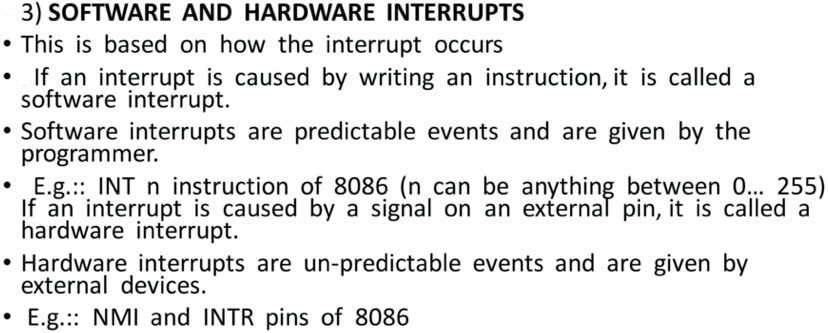 3) SOFTWARE AND HARDWARE INTERRUPTS
• This is based on how the interrupt occurs
• If an interrupt is caused by writing an instruction, it is called a
software interrupt.
• Software interrupts are predictable events and are given by the
programmer.
• E.g.:: INT n instruction of 8086 (n can be anything between 0... 255)
If an interrupt is caused by a signal on an external pin, it is called a
hardware interrupt.
• Hardware interrupts are un-predictable events and are given by
external devices.
• E.g.:: NMI and INTR pins of 8086